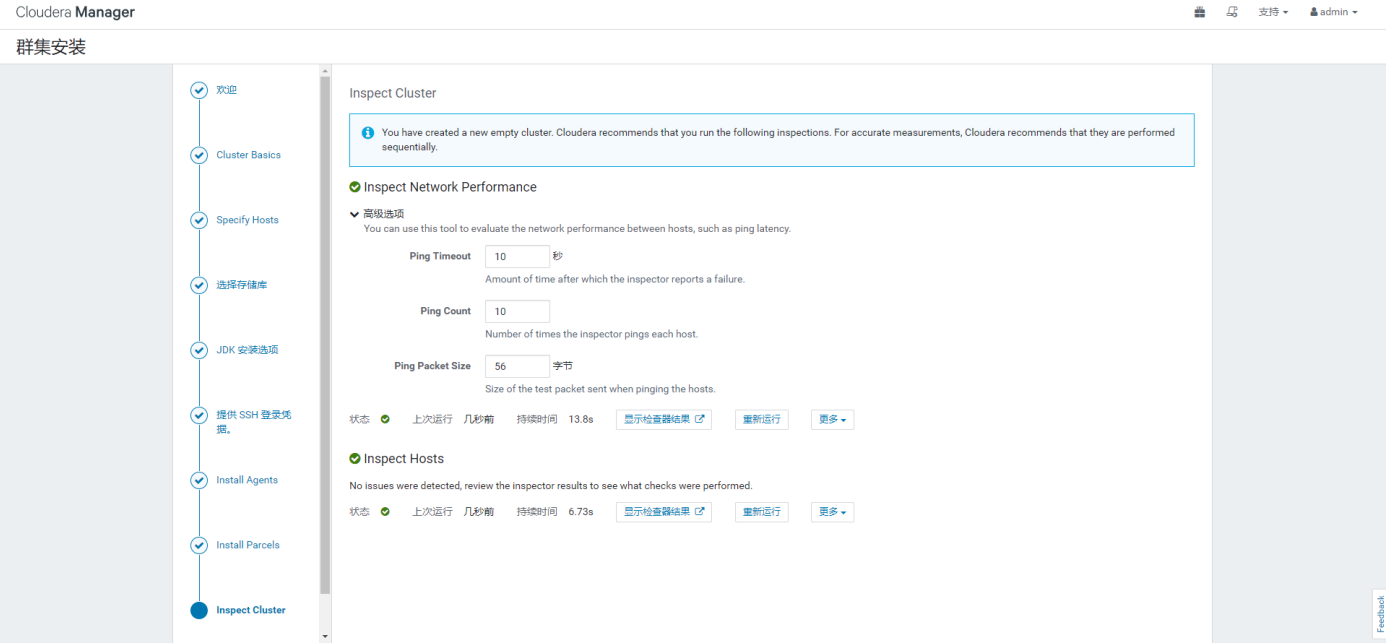 Cloudera Manager
支持
admin
群集安装
欢迎
Cluster Basics
Specify Hosts
选择存储库
JDK 安装选项
提供 SSH 登录凭
据。
Install Agents
Install Parcels
Inspect Cluster
Inspect Cluster
You have created a new empty cluster. Cloudera recommends that you run the following inspections. For accurate measurements, Cloudera recommends that they are performed
sequentially.
Inspect Network Performance
高级选项
You can use this tool to evaluate the network performance between hosts, such as ping latency.
Ping Timeout 10 秒
Amount of time after which the inspector reports a failure.
Ping Count 10
Number of times the inspector pings each host.
Ping Packet Size 56 字节
Size of the test packet sent when pinging the hosts.
状态 上次运行 几秒前 持续时间 13.8s 显示检查器结果 重新运行 更多
Inspect Hosts
No issues were detected, review the inspector results to see what checks were performed.
状态 上次运行 几秒前 持续时间 6.73s 显示检查器结果 重新运行 更多
Feedback